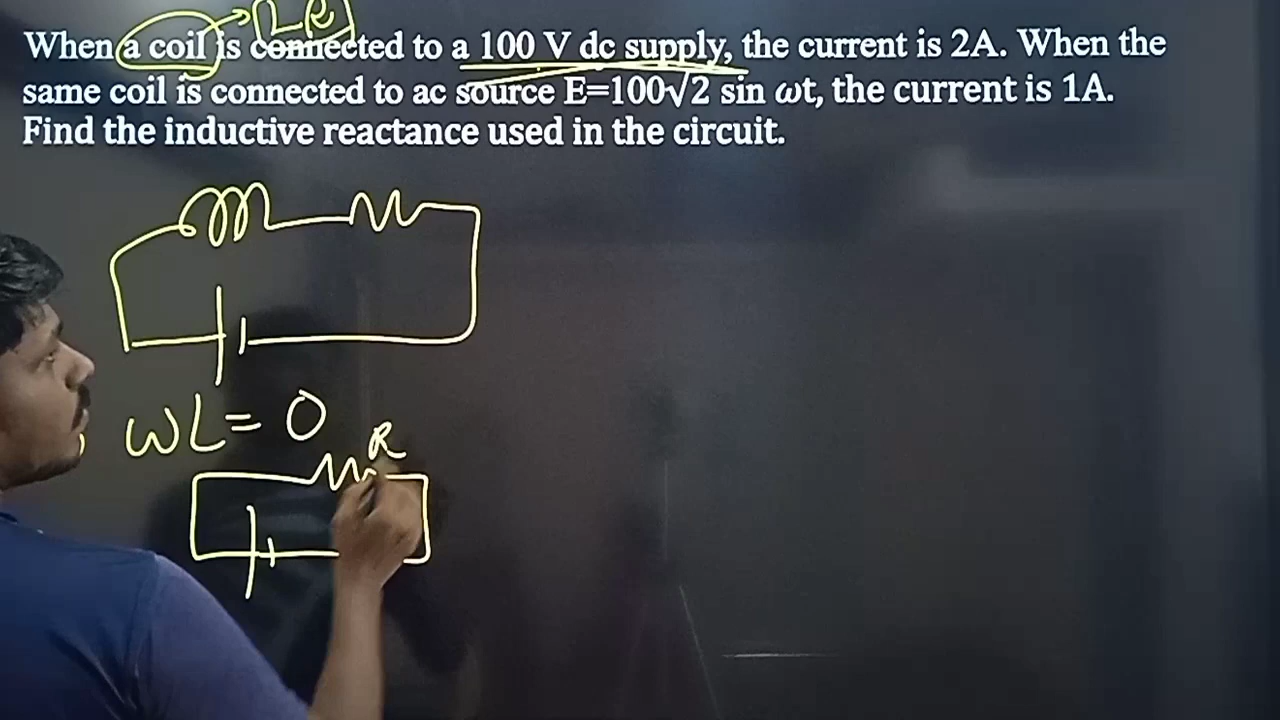 LR
When a coil is connected to a 100 V dc supply, the current is 2A. When the
same coil is connected to ac source E=100√2 sin ωt, the current is 1A.
Find the inductive reactance used in the circuit.
ωL= 0
R